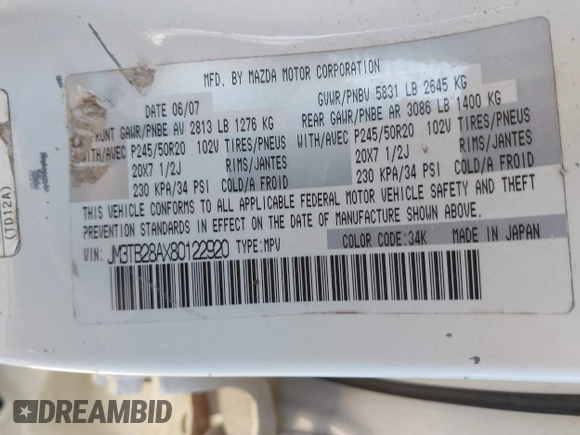 MFD. BY MAZDA MOTOR CORPORATION
DATE 06/07 GVWR/PNBV 5831 LB 2645 KG
FRONT GAWR/PNBE AV 2813 LB 1276 KG REAR GAWR/PNBE AR 3086 LB 1400 KG
WITH/AVEC P245/50R20 102V TIRES/PNEUS WITH/AVEC P245/50R20 102V TIRES/PNEUS
20X7 1/2J RIMS/JANTES 20X7 1/2J RIMS/JANTES
230 KPA/34 PSI COLD/A FROID 230 KPA/34 PSI COLD/A FROID
THIS VEHICLE CONFORMS TO ALL APPLICABLE FEDERAL MOTOR VEHICLE SAFETY AND THEFT
PREVENTION STANDARDS IN EFFECT ON THE DATE OF MANUFACTURE SHOWN ABOVE.
VIN: JM3TB28AX80122920 TYPE:MPV COLOR CODE:34K MADE IN JAPAN
(TD12A)
DREAMBID